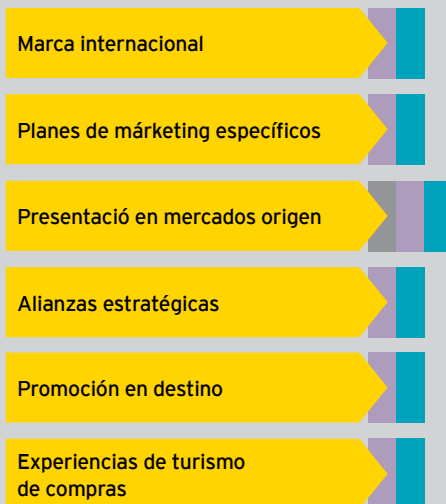 Marca internacional
Planes de márketing específicos
Presentació en mercados origen
Alianzas estratégicas
Promoción en destino
Experiencias de turismo
de compras